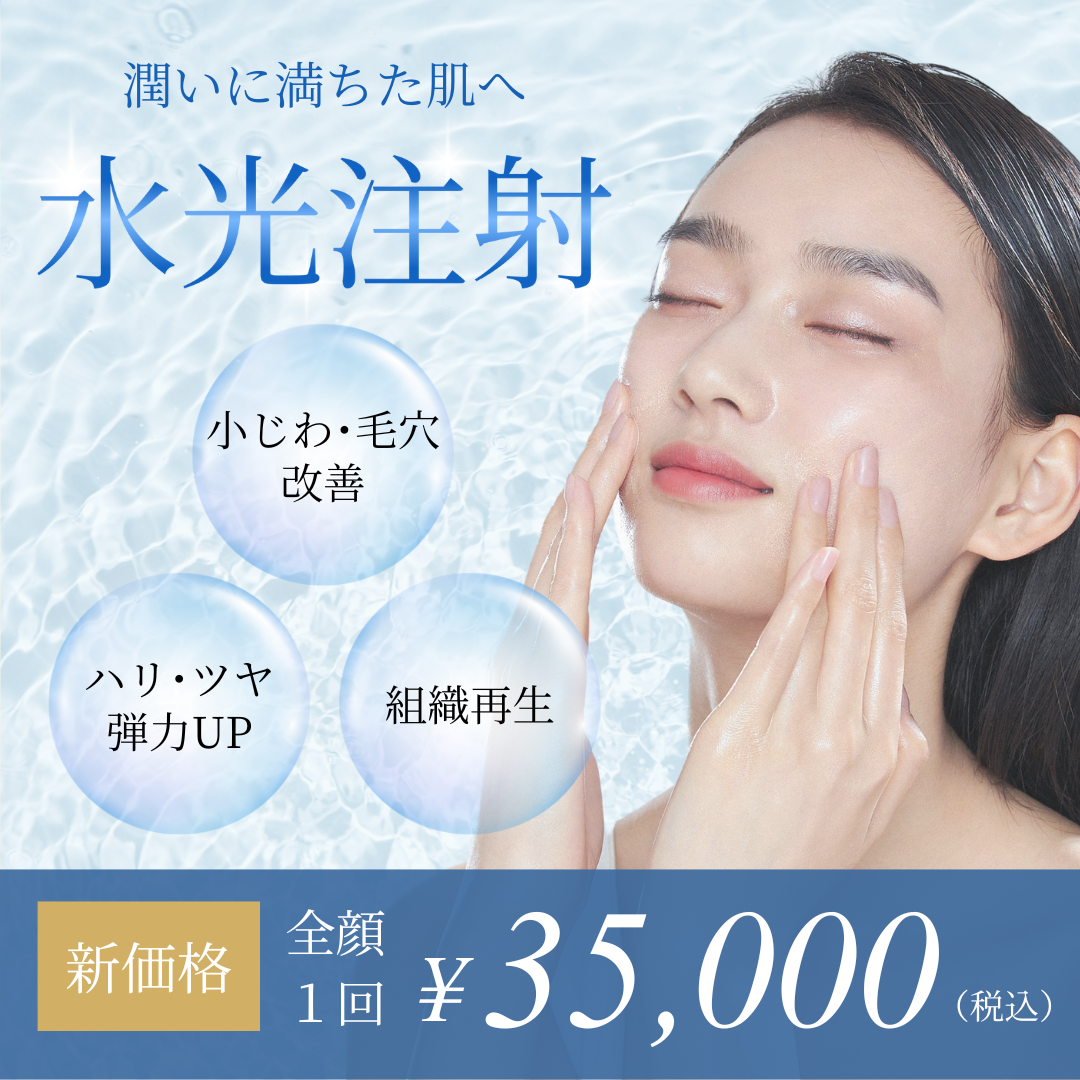 潤いに満ちた肌へ
水光注射
小じわ・毛穴
改善
ハリ・ツヤ
弾力UP
組織再生
新価格
全顔
1回
¥35,000
（税込）